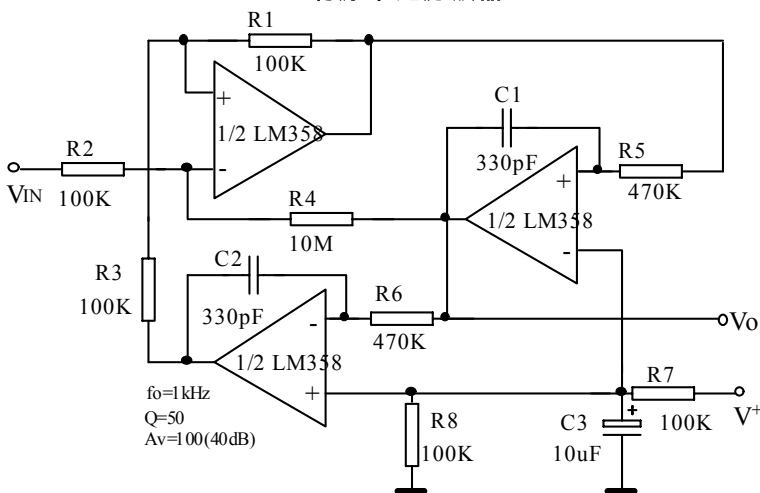 R1
100K
+
1/2 LM358
-
R2
VIN
100K
C1
330pF
R5
470K
+
1/2 LM358
-
R4
10M
R3
100K
C2
330pF
R6
470K
-
1/2 LM358
+
Vo
fo=1kHz
Q=50
Av=100(40dB)
R8
100K
R7
100K
V+
+
C3
10uF